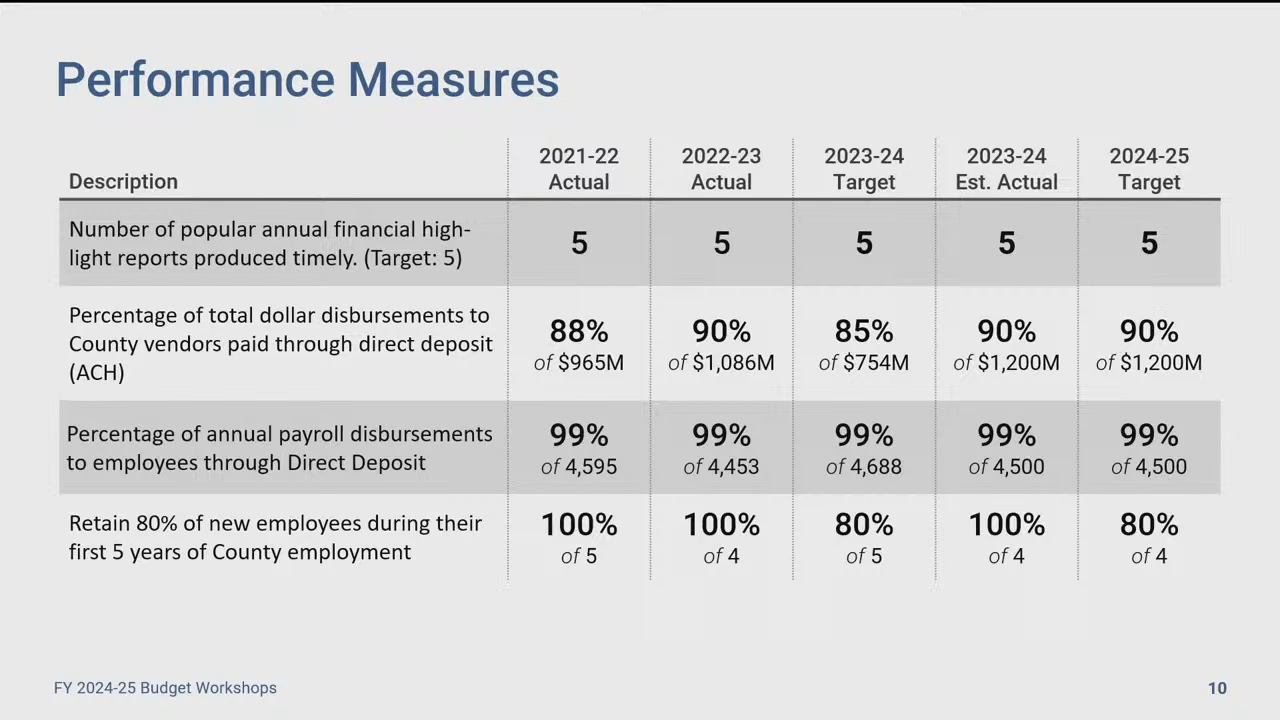 Performance Measures
Description
2021-22 Actual
2022-23 Actual
2023-24 Target
2023-24 Est. Actual
2024-25 Target
Number of popular annual financial high-
light reports produced timely. (Target: 5)
5 5 5 5 5
Percentage of total dollar disbursements to
County vendors paid through direct deposit
(ACH)
88% 90% 85% 90% 90%
of $965M of $1,086M of $754M of $1,200M of $1,200M
Percentage of annual payroll disbursements
to employees through Direct Deposit
99% 99% 99% 99% 99%
of 4,595 of 4,453 of 4,688 of 4,500 of 4,500
Retain 80% of new employees during their
first 5 years of County employment
100% 100% 80% 100% 80%
of 5 of 4 of 5 of 4 of 4
FY 2024-25 Budget Workshops
10